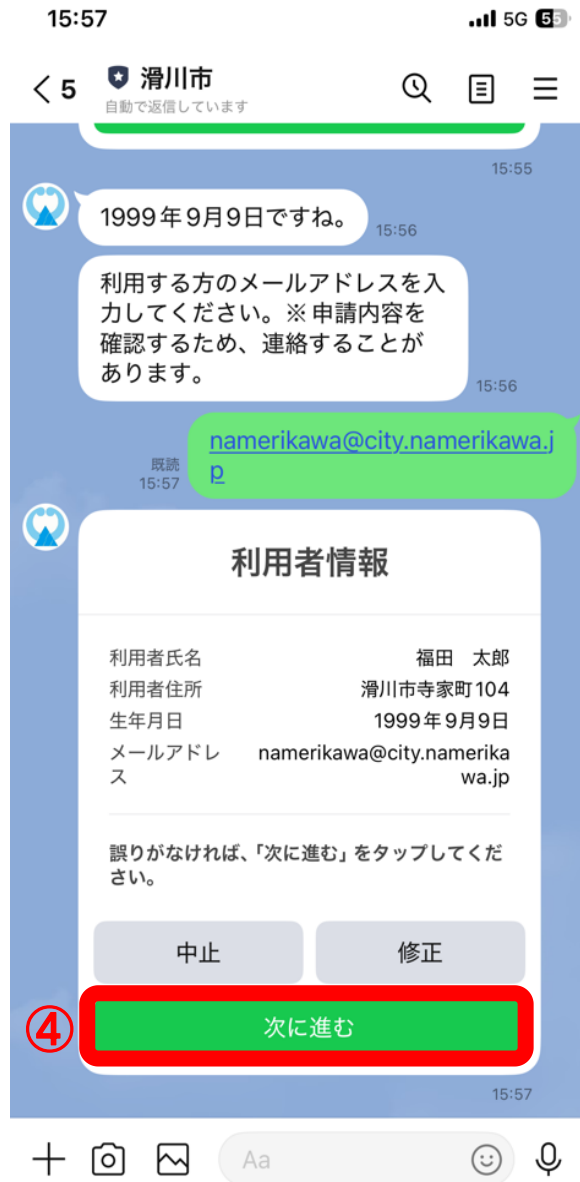 15:57
5G 55
5 滑川市
自動で返信しています
15:55
1999年9月9日ですね。
15:56
利用する方のメールアドレスを入
力してください。※申請内容を
確認するため、連絡することが
あります。
15:56
namerikawa@city.namerikawa.j
p
既読
15:57
利用者情報
利用者氏名 福田 太郎
利用者住所 滑川市寺家町104
生年月日 1999年9月9日
メールアドレ namerikawa@city.namerika
ス wa.jp
誤りがなければ、「次に進む」をタップしてくだ
さい。
中止 修正
④ 次に進む
15:57
Aa